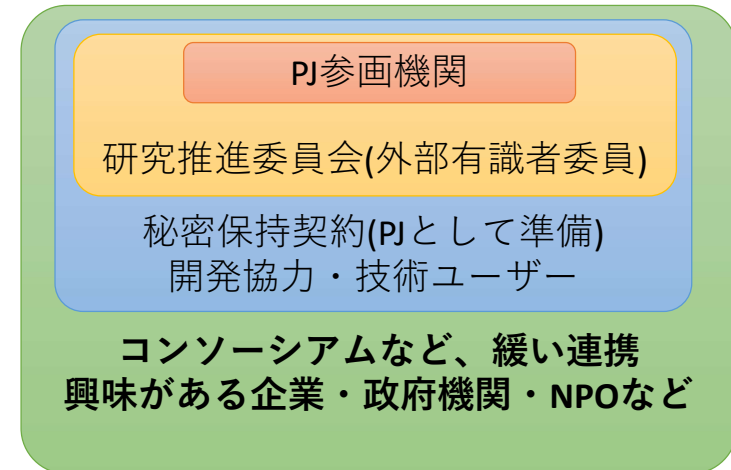 PJ参画機関
研究推進委員会(外部有識者委員)
秘密保持契約(PJとして準備)
開発協力・技術ユーザー
コンソーシアムなど、緩い連携
興味がある企業・政府機関・NPOなど